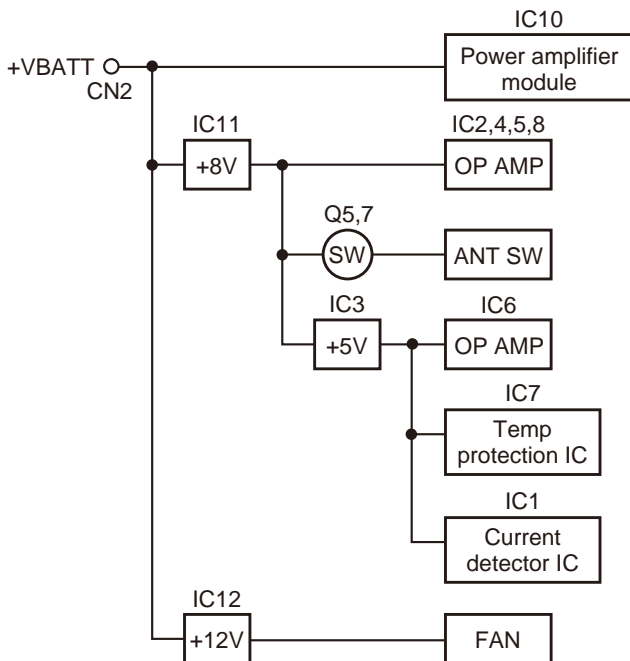 IC10
+VBATT
CN2
Power amplifier
module
IC11
+8V
IC2,4,5,8
OP AMP
Q5,7
SW
ANT SW
IC3
+5V
IC6
OP AMP
IC7
Temp
protection IC
IC1
Current
detector IC
IC12
+12V
FAN